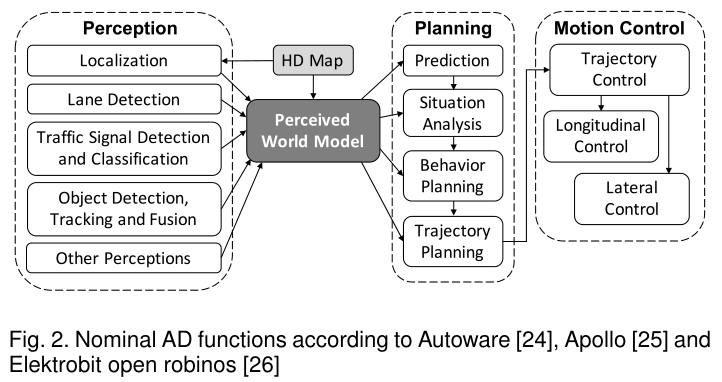 Perception
Localization
Lane Detection
Traffic Signal Detection
and Classification
Object Detection,
Tracking and Fusion
Other Perceptions
HD Map
Perceived
World Model
Planning
Prediction
Situation
Analysis
Behavior
Planning
Trajectory
Planning
Motion Control
Trajectory
Control
Longitudinal
Control
Lateral
Control
Fig. 2. Nominal AD functions according to Autoware [24], Apollo [25] and
Elektrobit open robinos [26]